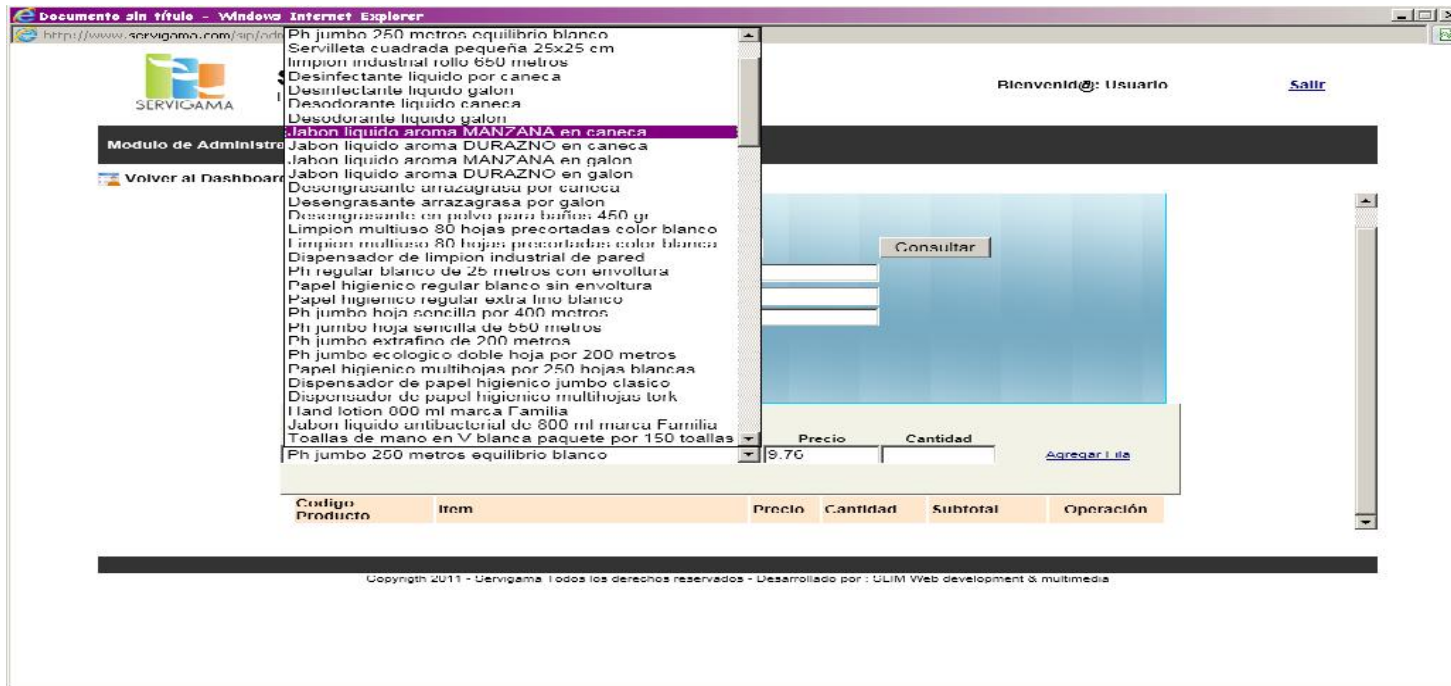 Documento sin título - Windows Internet Explorer
http://www.servigama.com/sip/adm
SERVIGAMA
Bienvenid@: Usuario
Salir
Modulo de Administra
Volver al Dashboard
Ph jumbo 250 metros equilibrio blanco
Servilleta cuadrada pequeña 25x25 cm
limpion industrial rollo 650 metros
Desinfectante liquido por caneca
Desinfectante liquido galon
Desodorante liquido caneca
Desodorante liquido galon
Jabon liquido aroma MANZANA en caneca
Jabon liquido aroma DURAZNO en caneca
Jabon liquido aroma MANZANA en galon
Jabon liquido aroma DURAZNO en galon
Desengrasante arrazagrasa por caneca
Desengrasante arrazagrasa por galon
Desengrasante en polvo para baños 450 gr
Limpion multiuso 80 hojas precortadas color blanco
Limpion multiuso 80 hojas precortadas color blanca
Dispensador de limpion industrial de pared
Ph regular blanco de 25 metros con envoltura
Papel higienico regular blanco sin envoltura
Papel higienico regular extra fino blanco
Ph jumbo hoja sencilla por 400 metros
Ph jumbo hoja sencilla de 550 metros
Ph jumbo extrafino de 200 metros
Ph jumbo ecologico doble hoja por 200 metros
Papel higienico multihojas por 250 hojas blancas
Dispensador de papel higienico jumbo clasico
Dispensador de papel higienico multihojas tork
Hand lotion 800 ml marca Familia
Jabon liquido antibacterial de 800 ml marca Familia
Toallas de mano en V blanca paquete por 150 toallas
Consultar
Precio Cantidad
Ph jumbo 250 metros equilibrio blanco 9.76 Agregar Fila
Codigo Producto Item Precio Cantidad Subtotal Operación
Copyrigth 2011 - Servigama Todos los derechos reservados - Desarrollado por : SLIM Web development & multimedia